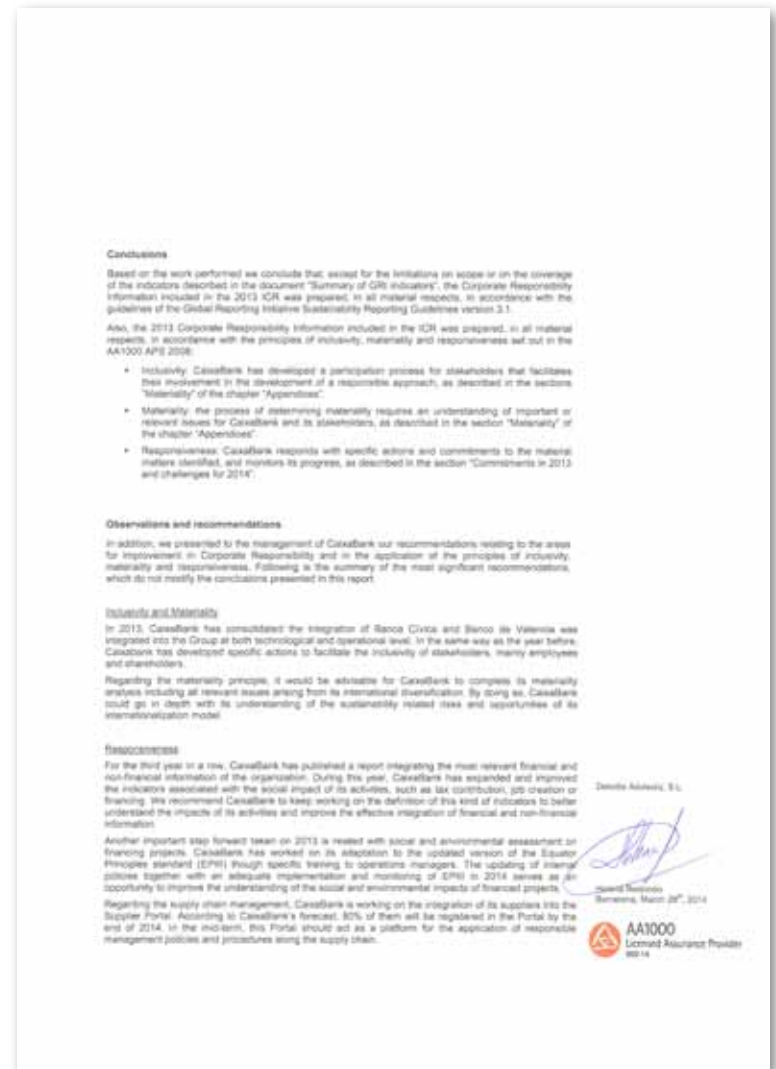 Conclusions
Based on the work performed we conclude that, except for the limitations on scope or on the coverage
of the indicators described in the document "Summary of GRI indicators", the Corporate Responsibility
Information included in the 2013 ICR was prepared, in all material respects, in accordance with the
guidelines of the Global Reporting Initiative Sustainability Reporting Guidelines version 3.1.
Also, the 2013 Corporate Responsibility Information included in the ICR was prepared, in all material
respects, in accordance with the principles of inclusivity, materiality and responsiveness set out in the
AA1000 APS 2008:
• Inclusivity: CaixaBank has developed a participation process for stakeholders that facilitates
their involvement in the development of a responsible approach, as described in the sections
"Materiality" of the chapter "Appendices".
• Materiality: the process of determining materiality requires an understanding of important or
relevant issues for CaixaBank and its stakeholders, as described in the section "Materiality" of
the chapter "Appendices".
• Responsiveness: CaixaBank responds with specific actions and commitments to the material
matters identified, and monitors its progress, as described in the section "Commitments in 2013
and challenges for 2014".
Observations and recommendations
In addition, we presented to the management of CaixaBank our recommendations relating to the areas
for improvement in Corporate Responsibility and in the application of the principles of inclusivity,
materiality and responsiveness. Following is the summary of the most significant recommendations,
which do not modify the conclusions presented in this report.
Inclusivity and Materiality
In 2013, CaixaBank has consolidated the integration of Banca Cívica and Banco de Valencia was
integrated into the Group at both technological and operational level. In the same way as the year before,
Caixabank has developed specific actions to facilitate the inclusivity of stakeholders, mainly employees
and shareholders.
Regarding the materiality principle, it would be advisable for CaixaBank to complete its materiality
analysis including all relevant issues arising from its international diversification. By doing so, CaixaBank
could go in depth with its understanding of the sustainability related risks and opportunities of its
internationalization model.
Responsiveness
For the third year in a row, CaixaBank has published a report integrating the most relevant financial and
non-financial information of the organization. During this year, CaixaBank has expanded and improved
the indicators associated with the social impact of its activities, such as tax contribution, job creation or
financing. We recommend CaixaBank to keep working on the definition of this kind of indicators to better
understand the impacts of its activities and improve the effective integration of financial and non-financial
information.
Another important step forward taken on 2013 is related with social and environmental assessment on
financing projects. CaixaBank has worked on its adaptation to the updated version of the Equator
Principles standard (EPIII) though specific training to operations managers. The updating of internal
policies together with an adequate implementation and monitoring of EPIII in 2014 serves as an
opportunity to improve the understanding of the social and environmental impacts of financed projects.
Regarding the supply chain management, CaixaBank is working on the integration of its suppliers into the
Supplier Portal. According to CaixaBank's forecast, 80% of them will be registered in the Portal by the
end of 2014. In the mid-term, this Portal should act as a platform for the application of responsible
management policies and procedures along the supply chain.
Deloitte Advisory, S.L.
Helena Redondo
Barcelona, March 28th, 2014
AA1000
Licensed Assurance Provider